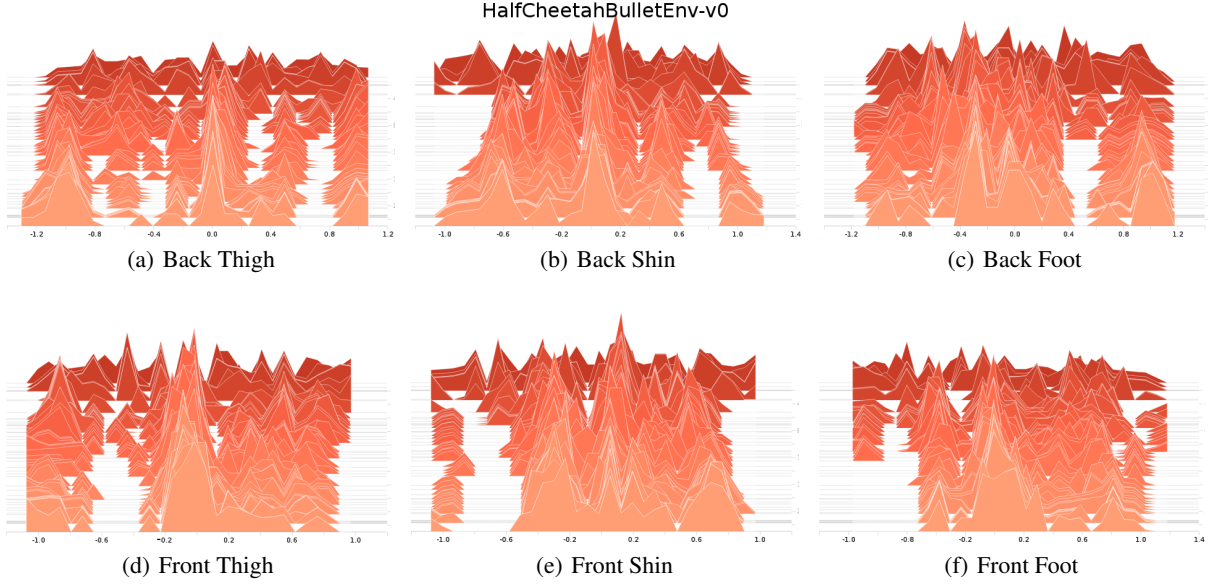 HalfCheetahBulletEnv-v0
-1.2 -0.8 -0.4 0.0 0.4 0.8 1.2
-1.0 -0.6 -0.2 0.2 0.6 1.0 1.4
-1.2 -0.8 -0.4 0.0 0.4 0.8 1.2
(a) Back Thigh
(b) Back Shin
(c) Back Foot
-1.0 -0.6 -0.2 0.2 0.6 1.0
-1.0 -0.6 -0.2 0.2 0.6 1.0
-1.0 -0.6 -0.2 0.2 0.6 1.0 1.4
(d) Front Thigh
(e) Front Shin
(f) Front Foot